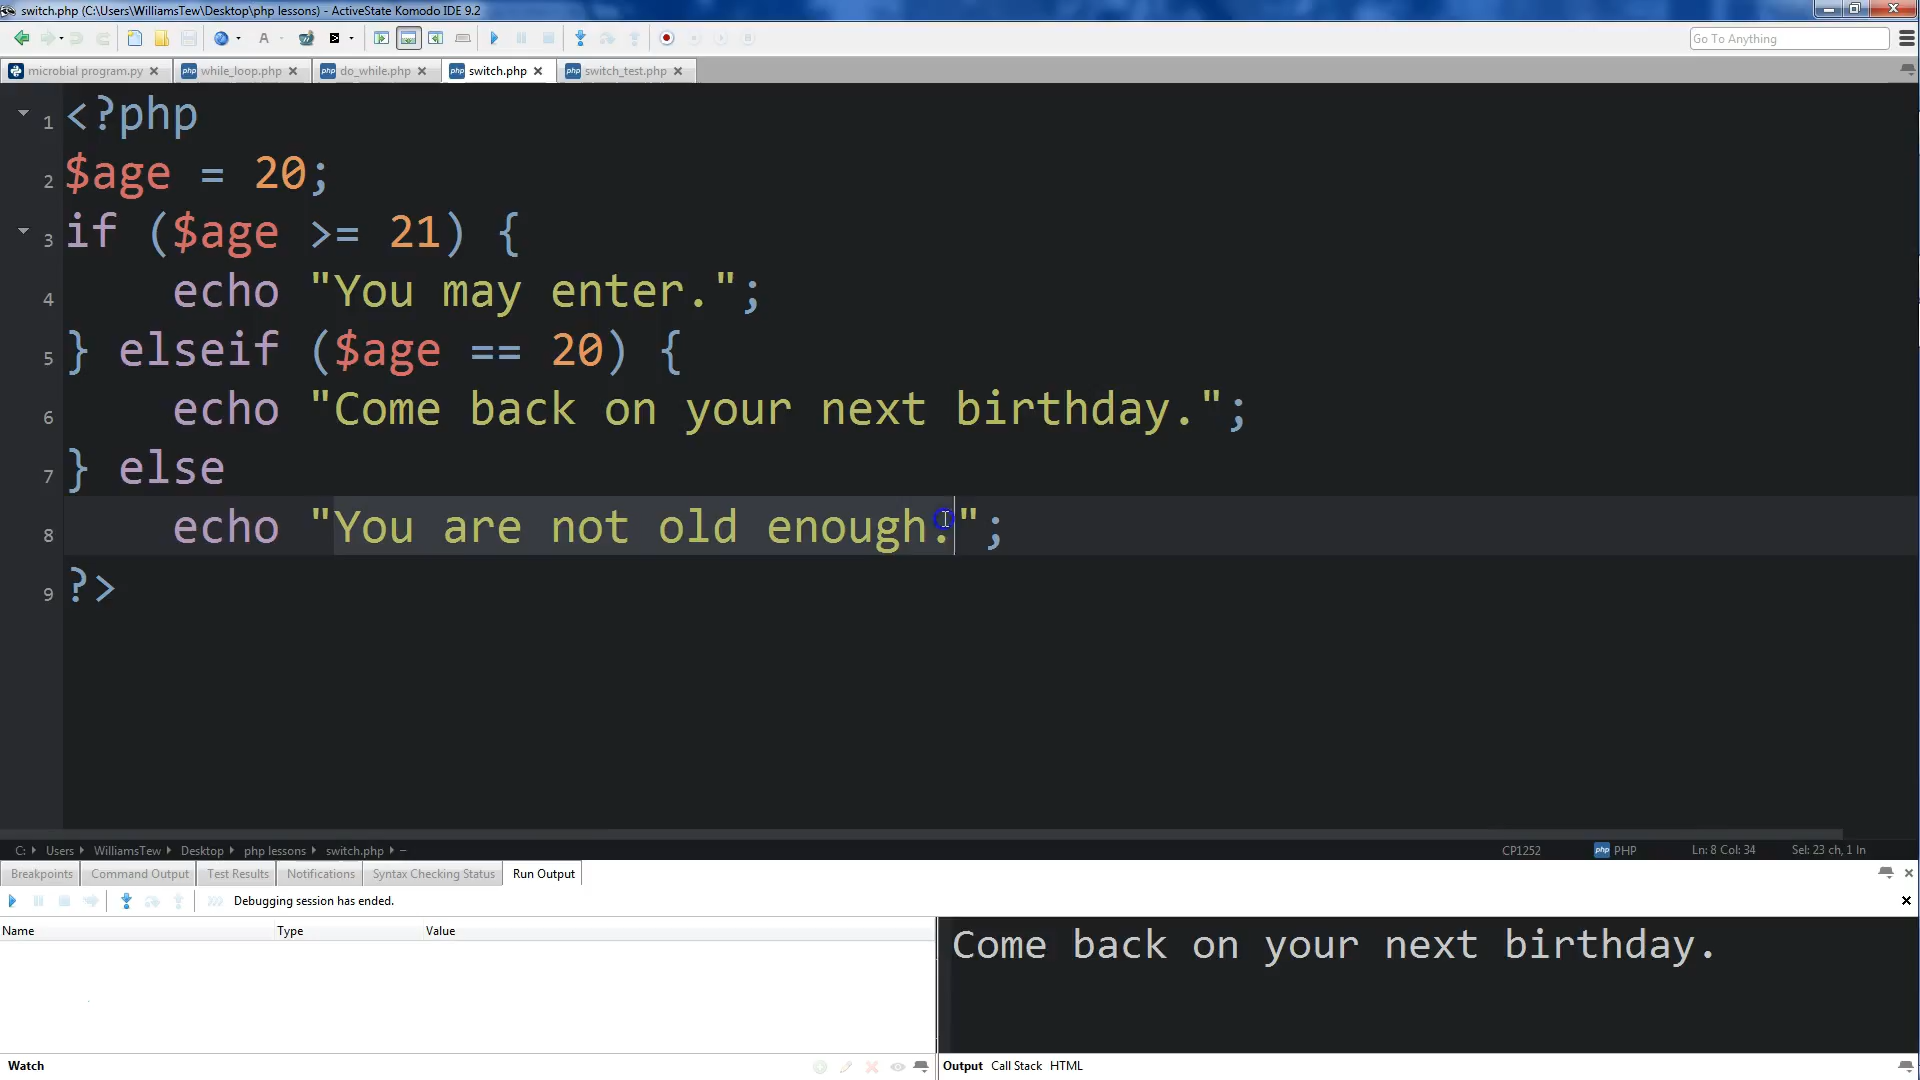 switch.php (C:\Users\WilliamsTew\Desktop\php lessons) - ActiveState Komodo IDE 9.2
Go To Anything
microbial program.py while_loop.php do_while.php switch.php switch_test.php
1 <?php
2 $age = 20;
3 if ($age >= 21) {
4 echo "You may enter.";
5 } elseif ($age == 20) {
6 echo "Come back on your next birthday.";
7 } else
8 echo "You are not old enough.";
9 ?>
C: Users WilliamsTew Desktop php lessons switch.php CP1252 php PHP Ln: 8 Col: 34 Sel: 23 ch, 1 ln
Breakpoints Command Output Test Results Notifications Syntax Checking Status Run Output
Debugging session has ended.
Name Type Value
Come back on your next birthday.
Watch Output Call Stack HTML